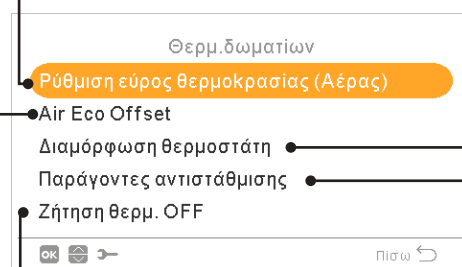 Θερμ.δωματίων
Ρύθμιση εύρος θερμοκρασίας (Αέρας)
Air Eco Offset
Διαμόρφωση θερμοστάτη
Παράγοντες αντιστάθμισης
Ζήτηση θερμ. OFF
OK Πίσω